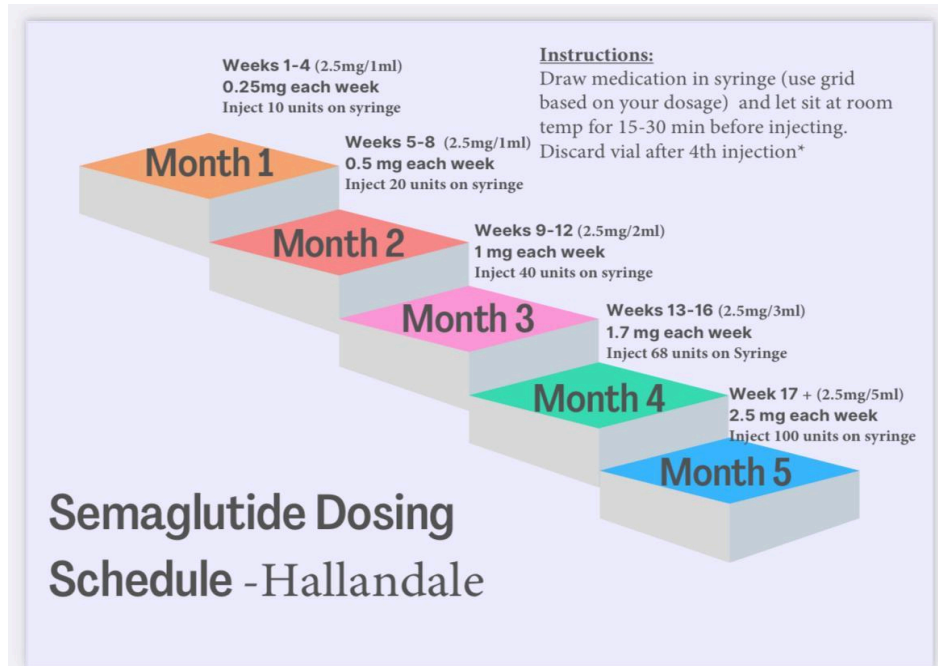 Weeks 1-4 (2.5mg/1ml)
0.25mg each week
Inject 10 units on syringe
Instructions:
Draw medication in syringe (use grid
based on your dosage) and let sit at room
temp for 15-30 min before injecting.
Discard vial after 4th injection*
Month 1
Weeks 5-8 (2.5mg/1ml)
0.5 mg each week
Inject 20 units on syringe
Month 2
Weeks 9-12 (2.5mg/2ml)
1 mg each week
Inject 40 units on syringe
Month 3
Weeks 13-16 (2.5mg/3ml)
1.7 mg each week
Inject 68 units on Syringe
Month 4
Week 17 + (2.5mg/5ml)
2.5 mg each week
Inject 100 units on syringe
Month 5
Semaglutide Dosing
Schedule -Hallandale